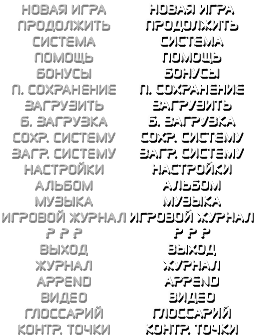 НОВАЯ ИГРА НОВАЯ ИГРА
ПРОДОЛЖИТЬ ПРОДОЛЖИТЬ
СИСТЕМА СИСТЕМА
ПОМОЩЬ ПОМОЩЬ
БОНУСЫ БОНУСЫ
П. СОХРАНЕНИЕ П. СОХРАНЕНИЕ
ЗАГРУЗИТЬ ЗАГРУЗИТЬ
Б. ЗАГРУЗКА Б. ЗАГРУЗКА
СОХР. СИСТЕМУ СОХР. СИСТЕМУ
ЗАГР. СИСТЕМУ ЗАГР. СИСТЕМУ
НАСТРОЙКИ НАСТРОЙКИ
АЛЬБОМ АЛЬБОМ
МУЗЫКА МУЗЫКА
ИГРОВОЙ ЖУРНАЛ ИГРОВОЙ ЖУРНАЛ
? ? ? ? ? ?
ВЫХОД ВЫХОД
ЖУРНАЛ ЖУРНАЛ
APPEND APPEND
ВИДЕО ВИДЕО
ГЛОССАРИЙ ГЛОССАРИЙ
КОНТР. ТОЧКИ КОНТР. ТОЧКИ